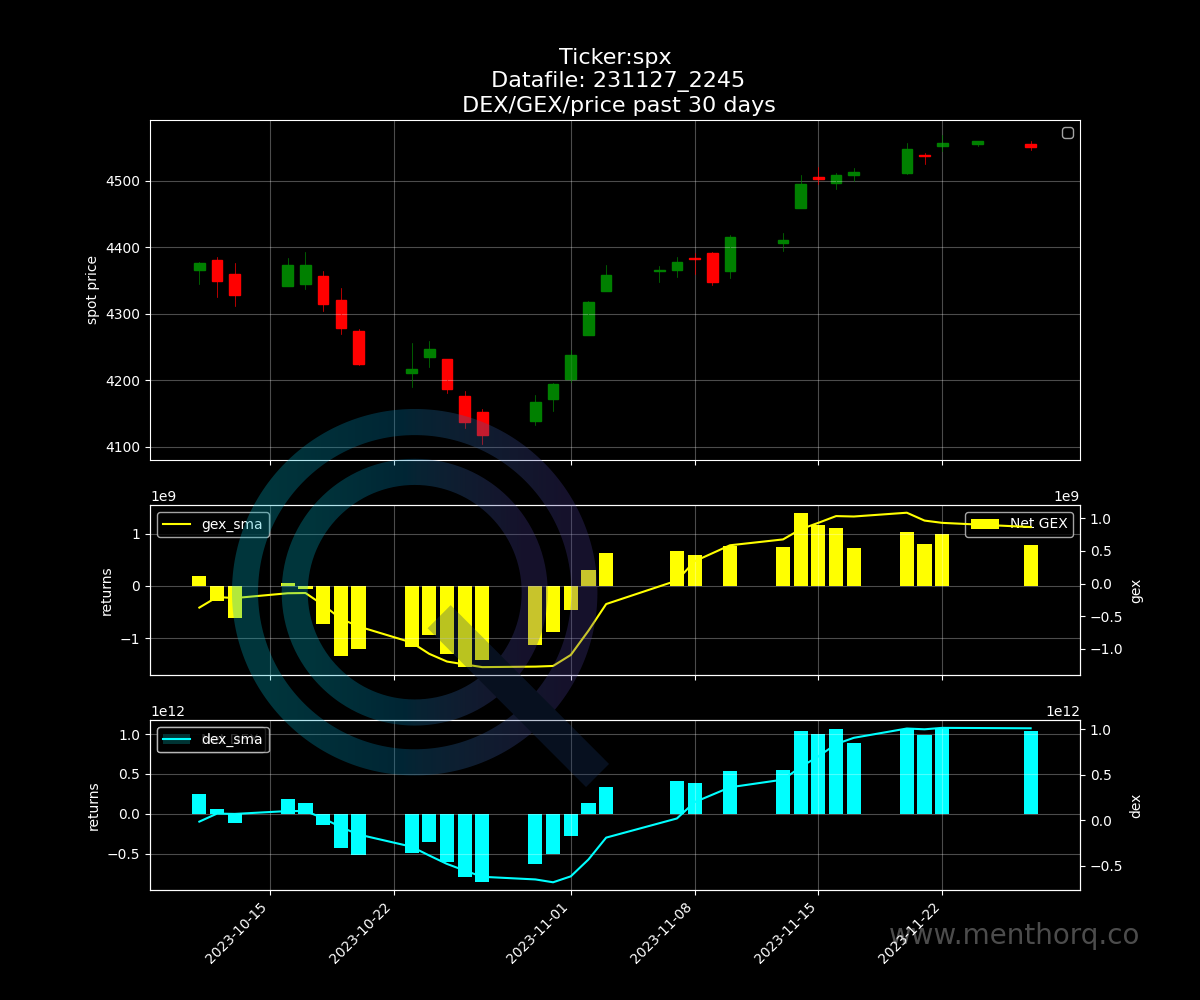 Ticker:spx
Datafile: 231127_2245
DEX/GEX/price past 30 days
spot price
4500
4400
4300
4200
4100
1e9
1e9
gex_sma
Net GEX
returns
1
0
−1
1.0
0.5
0.0
−0.5
−1.0
gex
1e12
1e12
dex_sma
returns
1.0
0.5
0.0
−0.5
1.0
0.5
0.0
−0.5
dex
2023-10-15
2023-10-22
2023-11-01
2023-11-08
2023-11-15
2023-11-22
www.menthorq.co